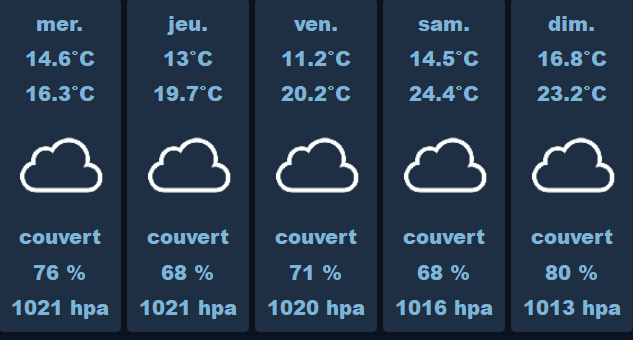 mer.
14.6°C
16.3°C
couvert
76 %
1021 hpa
jeu.
13°C
19.7°C
couvert
68 %
1021 hpa
ven.
11.2°C
20.2°C
couvert
71 %
1020 hpa
sam.
14.5°C
24.4°C
couvert
68 %
1016 hpa
dim.
16.8°C
23.2°C
couvert
80 %
1013 hpa